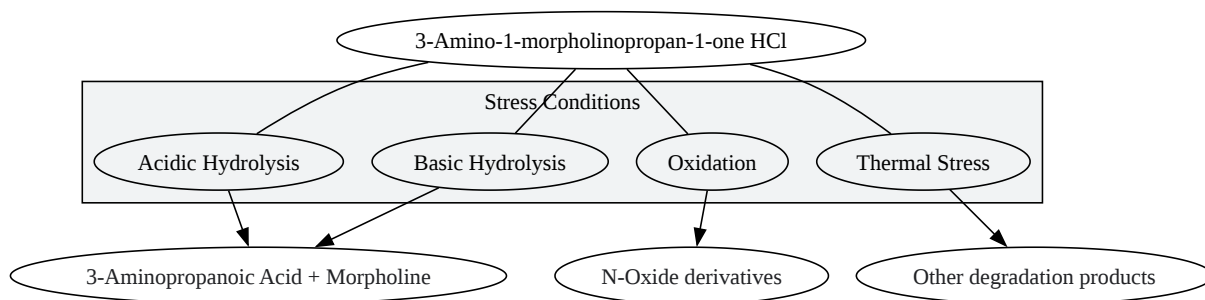 3-Amino-1-morpholinopropan-1-one HCl
Stress Conditions
Acidic Hydrolysis
Basic Hydrolysis
Oxidation
Thermal Stress
3-Aminopropanoic Acid + Morpholine
N-Oxide derivatives
Other degradation products